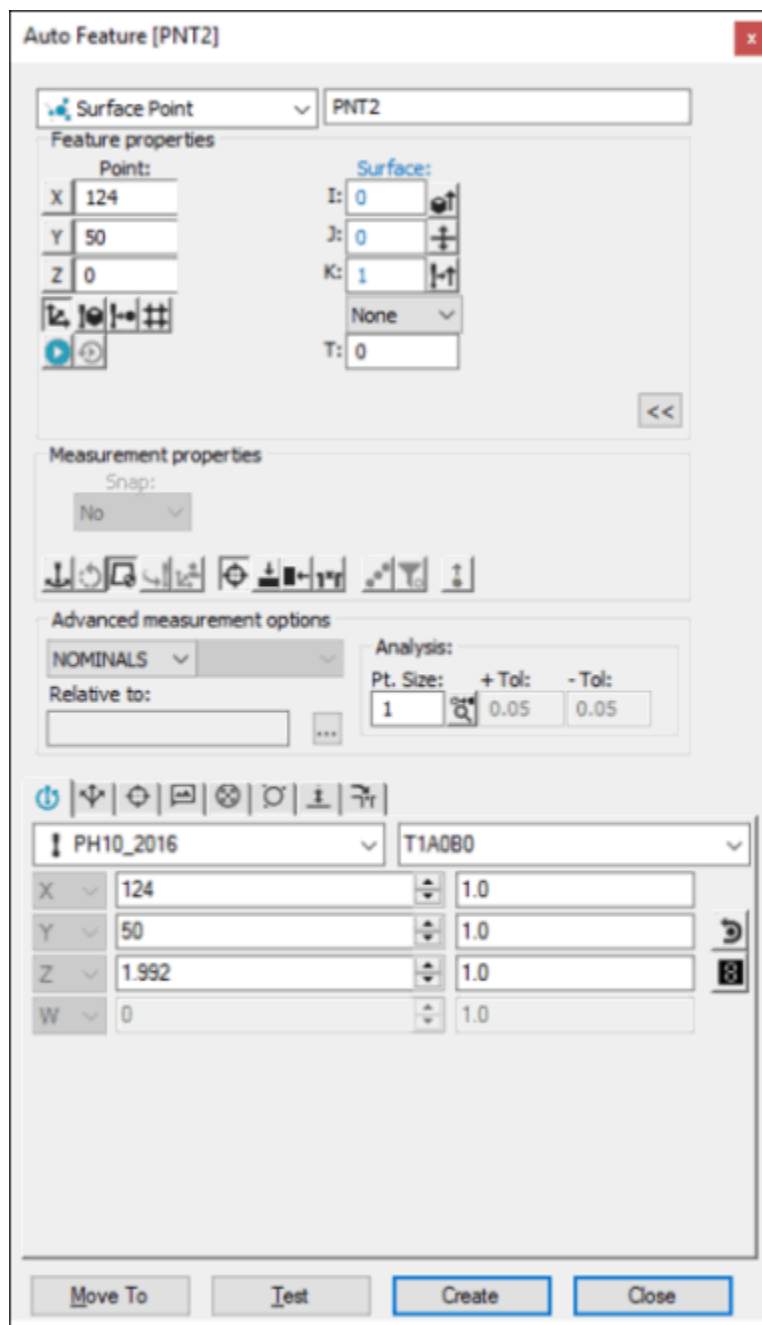 Auto Feature [PNT2]
x
Surface Point PNT2
Feature properties
Point: Surface:
X 124 I: 0
Y 50 J: 0
Z 0 K: 1
None
T: 0
<<
Measurement properties
Snap:
No
Advanced measurement options
NOMINALS
Analysis:
Pt. Size: + Tol: - Tol:
Relative to:
1 0.05 0.05
...
PH10_2016 T1A0B0
X 124 1.0
Y 50 1.0
Z 1.992 1.0
W 0 1.0
Move To Test Create Close